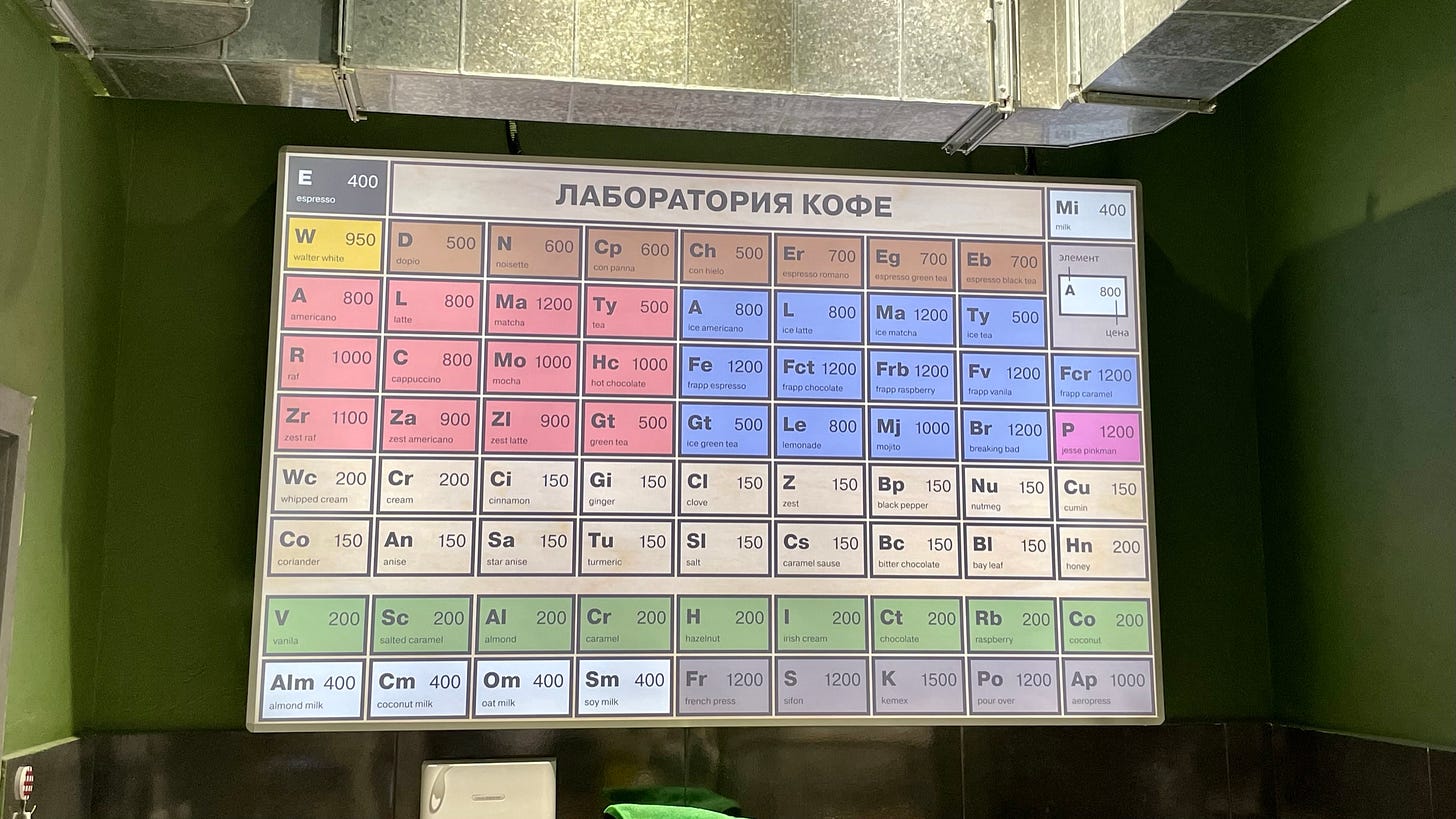 E 400
espresso
ЛАБОРАТОРИЯ КОФЕ
Mi 400
milk
W 950
walter white
D 500
dopio
N 600
noisette
Cp 600
con panna
Ch 500
con hielo
Er 700
espresso romano
Eg 700
espresso green tea
Eb 700
espresso black tea
элемент
A 800
цена
A 800
americano
L 800
latte
Ma 1200
matcha
Ty 500
tea
A 800
ice americano
L 800
ice latte
Ma 1200
ice matcha
Ty 500
ice tea
R 1000
raf
C 800
cappuccino
Mo 1000
mocha
Hc 1000
hot chocolate
Fe 1200
frapp espresso
Fct 1200
frapp chocolate
Frb 1200
frapp raspberry
Fv 1200
frapp vanila
Fcr 1200
frapp caramel
Zr 1100
zest raf
Za 900
zest americano
Zl 900
zest latte
Gt 500
green tea
Gt 500
ice green tea
Le 800
lemonade
Mj 1000
mojito
Br 1200
breaking bad
P 1200
jesse pinkman
Wc 200
whipped cream
Cr 200
cream
Ci 150
cinnamon
Gi 150
ginger
Cl 150
clove
Z 150
zest
Bp 150
black pepper
Nu 150
nutmeg
Cu 150
cumin
Co 150
coriander
An 150
anise
Sa 150
star anise
Tu 150
turmeric
Sl 150
salt
Cs 150
caramel sause
Bc 150
bitter chocolate
Bl 150
bay leaf
Hn 200
honey
V 200
vanila
Sc 200
salted caramel
Al 200
almond
Cr 200
caramel
H 200
hazelnut
I 200
irish cream
Ct 200
chocolate
Rb 200
raspberry
Co 200
coconut
Alm 400
almond milk
Cm 400
coconut milk
Om 400
oat milk
Sm 400
soy milk
Fr 1200
french press
S 1200
sifon
K 1500
kemex
Po 1200
pour over
Ap 1000
aeropress